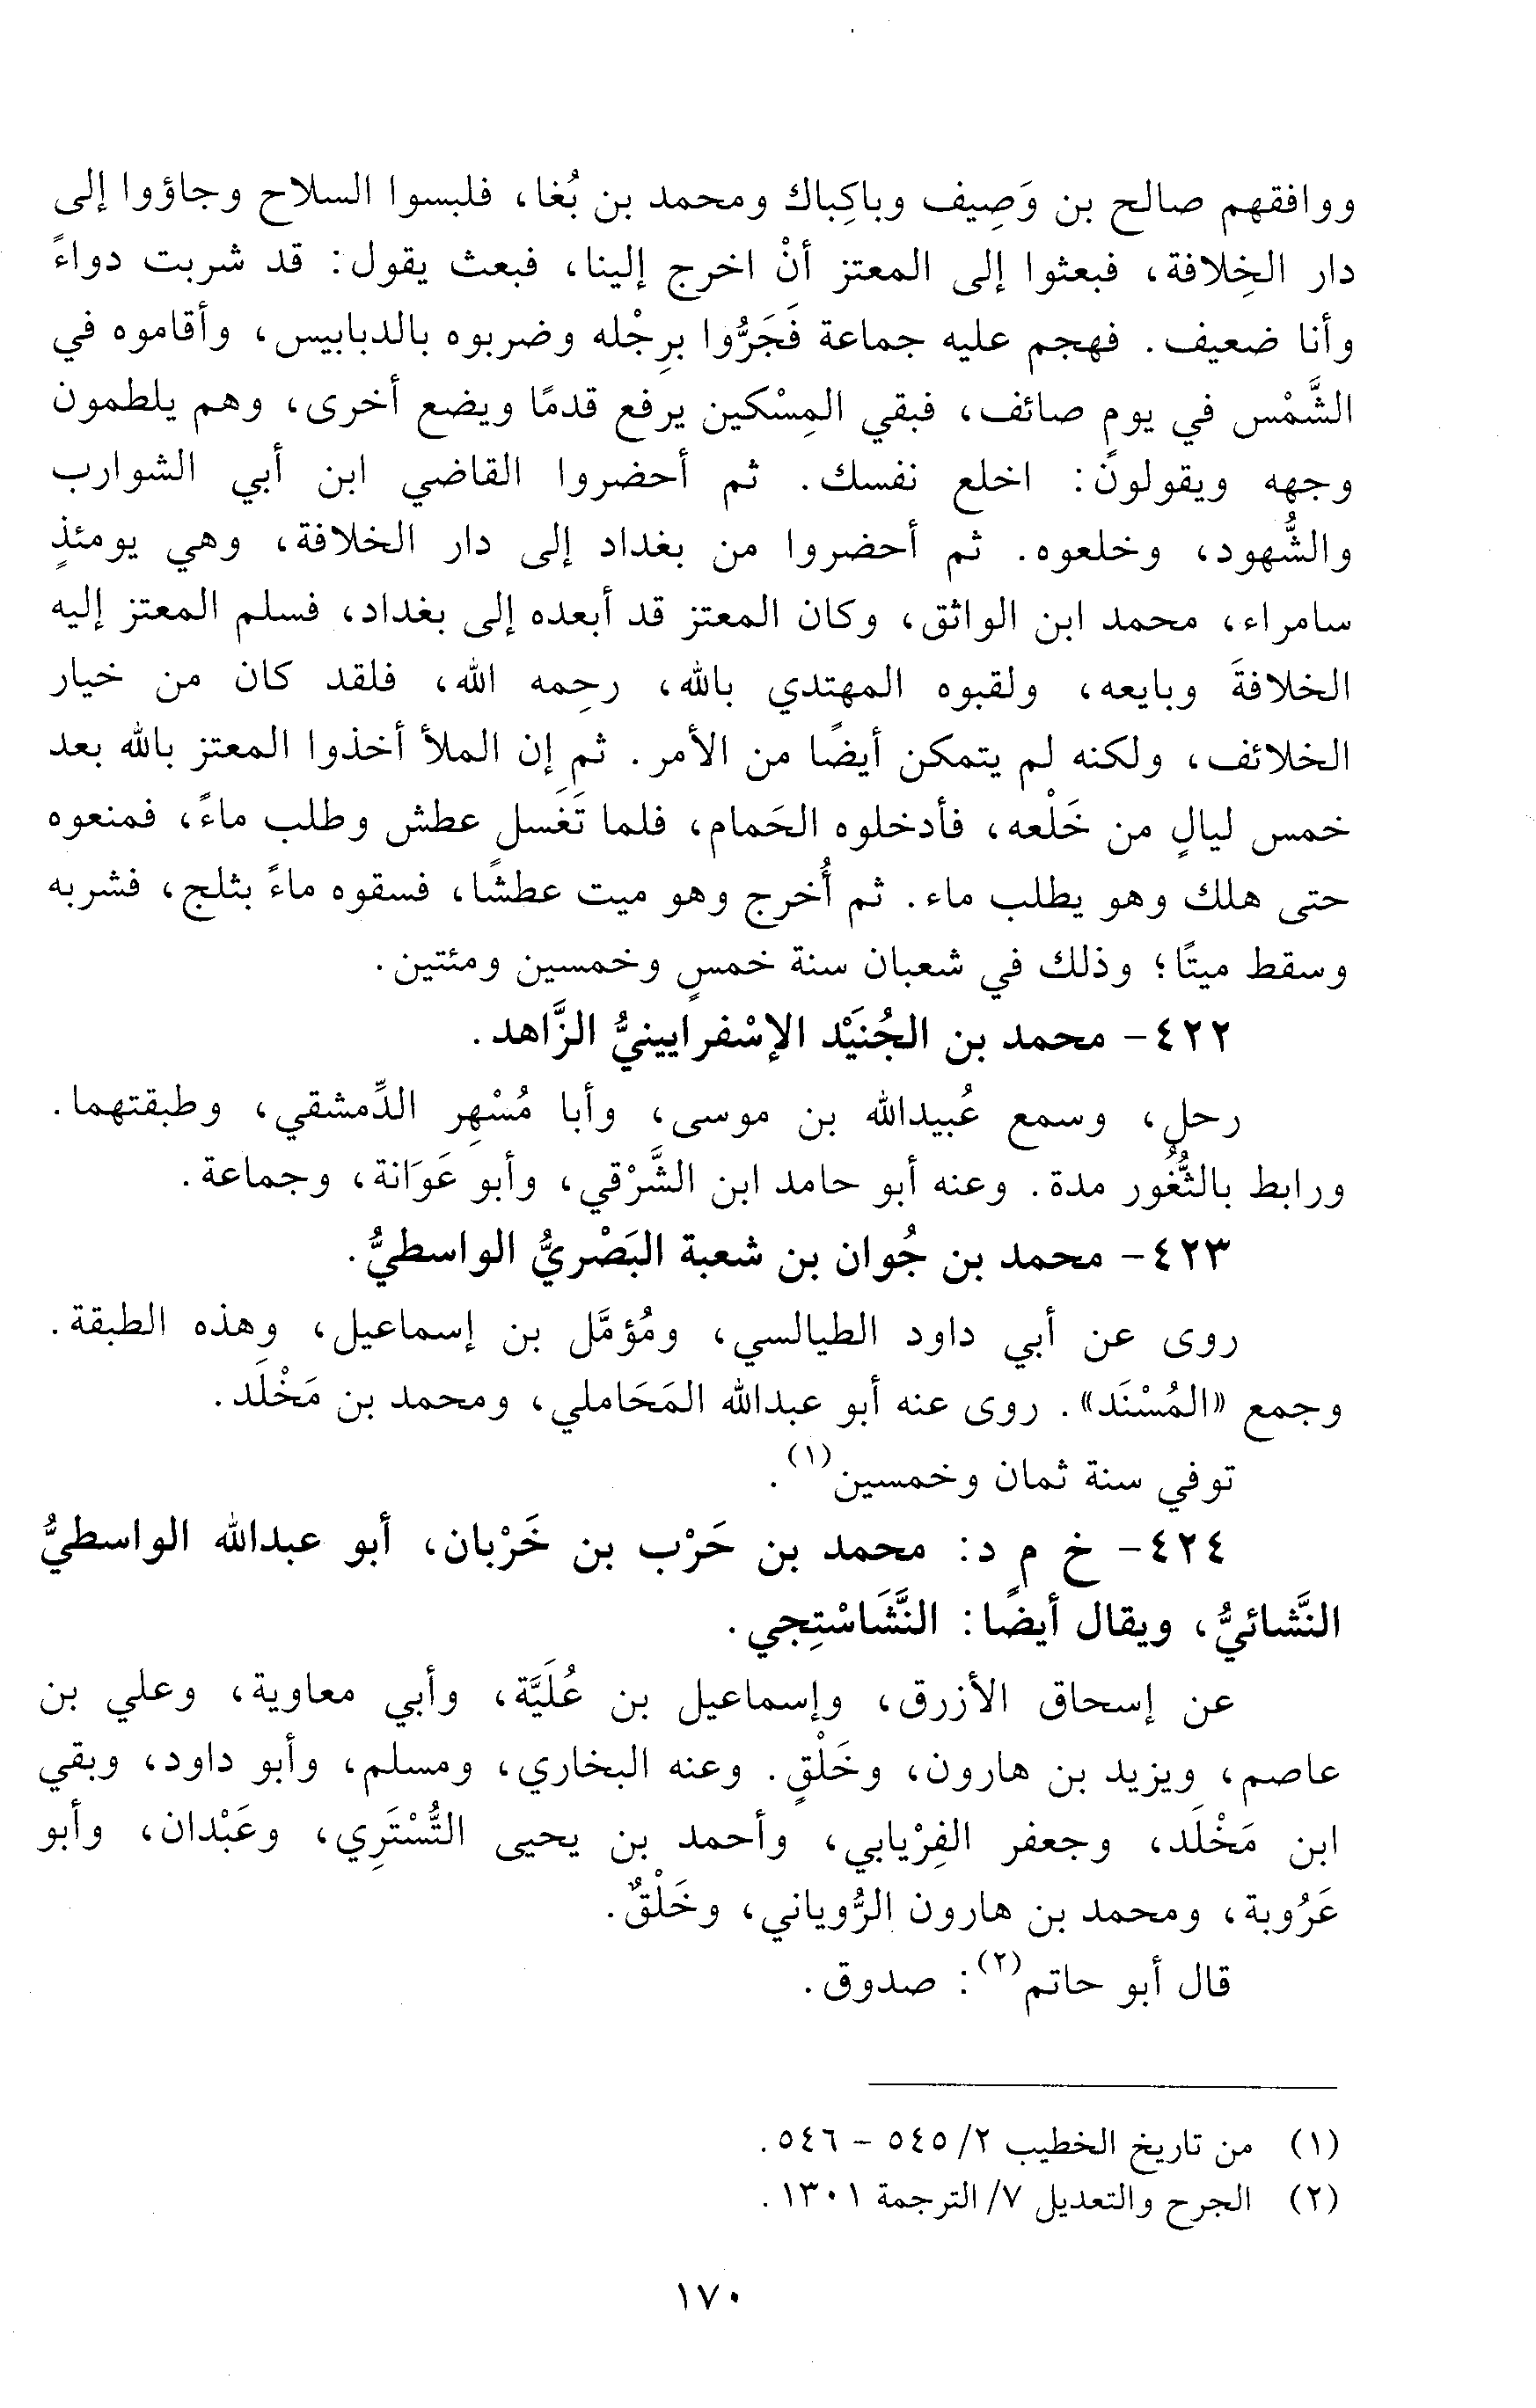 ووافقهم صالح بن وَصِيف وباكِباك ومحمد بن بُغا، فلبسوا السلاح وجاؤوا إلى
دار الخِلافة، فبعثوا إلى المعتز أنْ اخرج إلينا، فبعث يقول: قد شربت دواءً
وأنا ضعيف. فهجم عليه جماعة فَجَرُّوا برِجْله وضربوه بالدبابيس، وأقاموه في
الشَّمْس في يوم صائف، فبقي المِسْكين يرفع قدمًا ويضع أخرى، وهم يلطمون
وجهه ويقولون: اخلع نفسك. ثم أحضروا القاضي ابن أبي الشوارب
والشُّهود، وخلعوه. ثم أحضروا من بغداد إلى دار الخلافة، وهي يومئذٍ
سامراء، محمد ابن الواثق، وكان المعتز قد أبعده إلى بغداد، فسلم المعتز إليه
الخلافةَ وبايعه، ولقبوه المهتدي بالله، رحِمه الله، فلقد كان من خيار
الخلائف، ولكنه لم يتمكن أيضًا من الأمر. ثم إن الملأ أخذوا المعتز بالله بعد
خمس ليالٍ من خَلْعه، فأدخلوه الحَمام، فلما تَغَسل عطش وطلب ماءً، فمنعوه
حتى هلك وهو يطلب ماء. ثم أُخرج وهو ميت عطشًا، فسقوه ماءً بثلج، فشربه
وسقط ميتًا؛ وذلك في شعبان سنة خمسٍ وخمسين ومئتين.
٤٢٢- محمد بن الجُنَيْد الإسْفرايينيُّ الزَّاهد.
رحل، وسمع عُبيدالله بن موسى، وأبا مُسْهِر الدِّمشقي، وطبقتهما.
ورابط بالثُّغُور مدة. وعنه أبو حامد ابن الشَّرْقي، وأبو عَوَانة، وجماعة.
٤٢٣- محمد بن جُوان بن شعبة البَصْريُّ الواسطيُّ.
روى عن أبي داود الطيالسي، ومُؤمَّل بن إسماعيل، وهذه الطبقة.
وجمع «المُسْنَد». روى عنه أبو عبدالله المَحَاملي، ومحمد بن مَخْلَد.
توفي سنة ثمان وخمسين(١).
٤٢٤- خ م د: محمد بن حَرْب بن خَرْبان، أبو عبدالله الواسطيُّ
النَّشائيُّ، ويقال أيضًا: النَّشَاسْتِجي.
عن إسحاق الأزرق، وإسماعيل بن عُلَيَّة، وأبي معاوية، وعلي بن
عاصم، ويزيد بن هارون، وخَلْقٍ. وعنه البخاري، ومسلم، وأبو داود، وبقي
ابن مَخْلَد، وجعفر الفِرْيابي، وأحمد بن يحيى التُّسْتَرِي، وعَبْدان، وأبو
عَرُوبة، ومحمد بن هارون الرُّوياني، وخَلْقٌ.
قال أبو حاتم(٢): صدوق.
(١) من تاريخ الخطيب ٢/ ٥٤٥ - ٥٤٦.
(٢) الجرح والتعديل ٧/ الترجمة ١٣٠١.
١٧٠